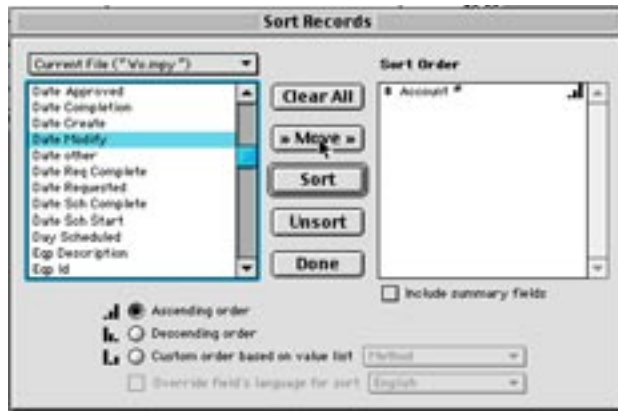 Sort Records
Current File ("Wo.mpy")
Date Approved
Date Completion
Date Create
Date Modify
Date other
Date Req Complete
Date Requested
Date Sch Complete
Date Sch Start
Day Scheduled
Eqp Description
Eqp Id
Clear All
» Move »
Sort
Unsort
Done
Sort Order
Account #
Include summary fields
Ascending order
Descending order
Custom order based on value list Method
Override field's language for sort English